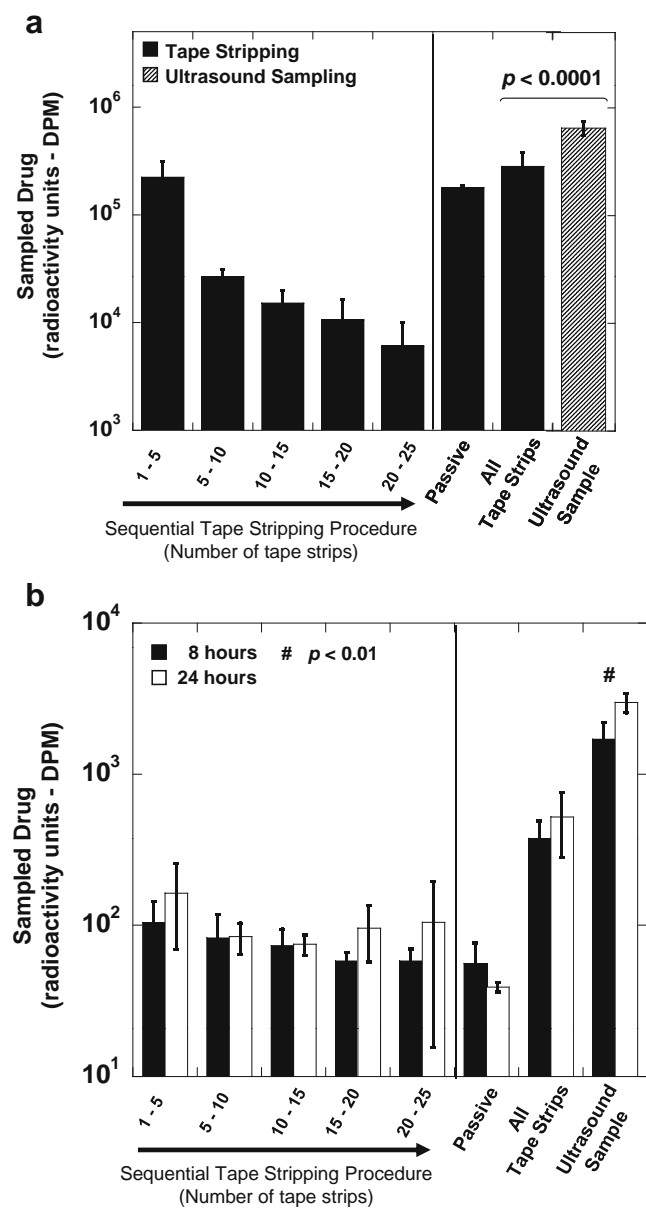 a
Tape Stripping
Ultrasound Sampling
p < 0.0001
Sampled Drug
(radioactivity units - DPM)
10^6
10^5
10^4
10^3
1 - 5
5 - 10
10 - 15
15 - 20
20 - 25
Passive
All
Tape Strips
Ultrasound
Sample
Sequential Tape Stripping Procedure
(Number of tape strips)
b
8 hours # p < 0.01
24 hours
#
Sampled Drug
(radioactivity units - DPM)
10^4
10^3
10^2
10^1
1 - 5
5 - 10
10 - 15
15 - 20
20 - 25
Passive
All
Tape Strips
Ultrasound
Sample
Sequential Tape Stripping Procedure
(Number of tape strips)